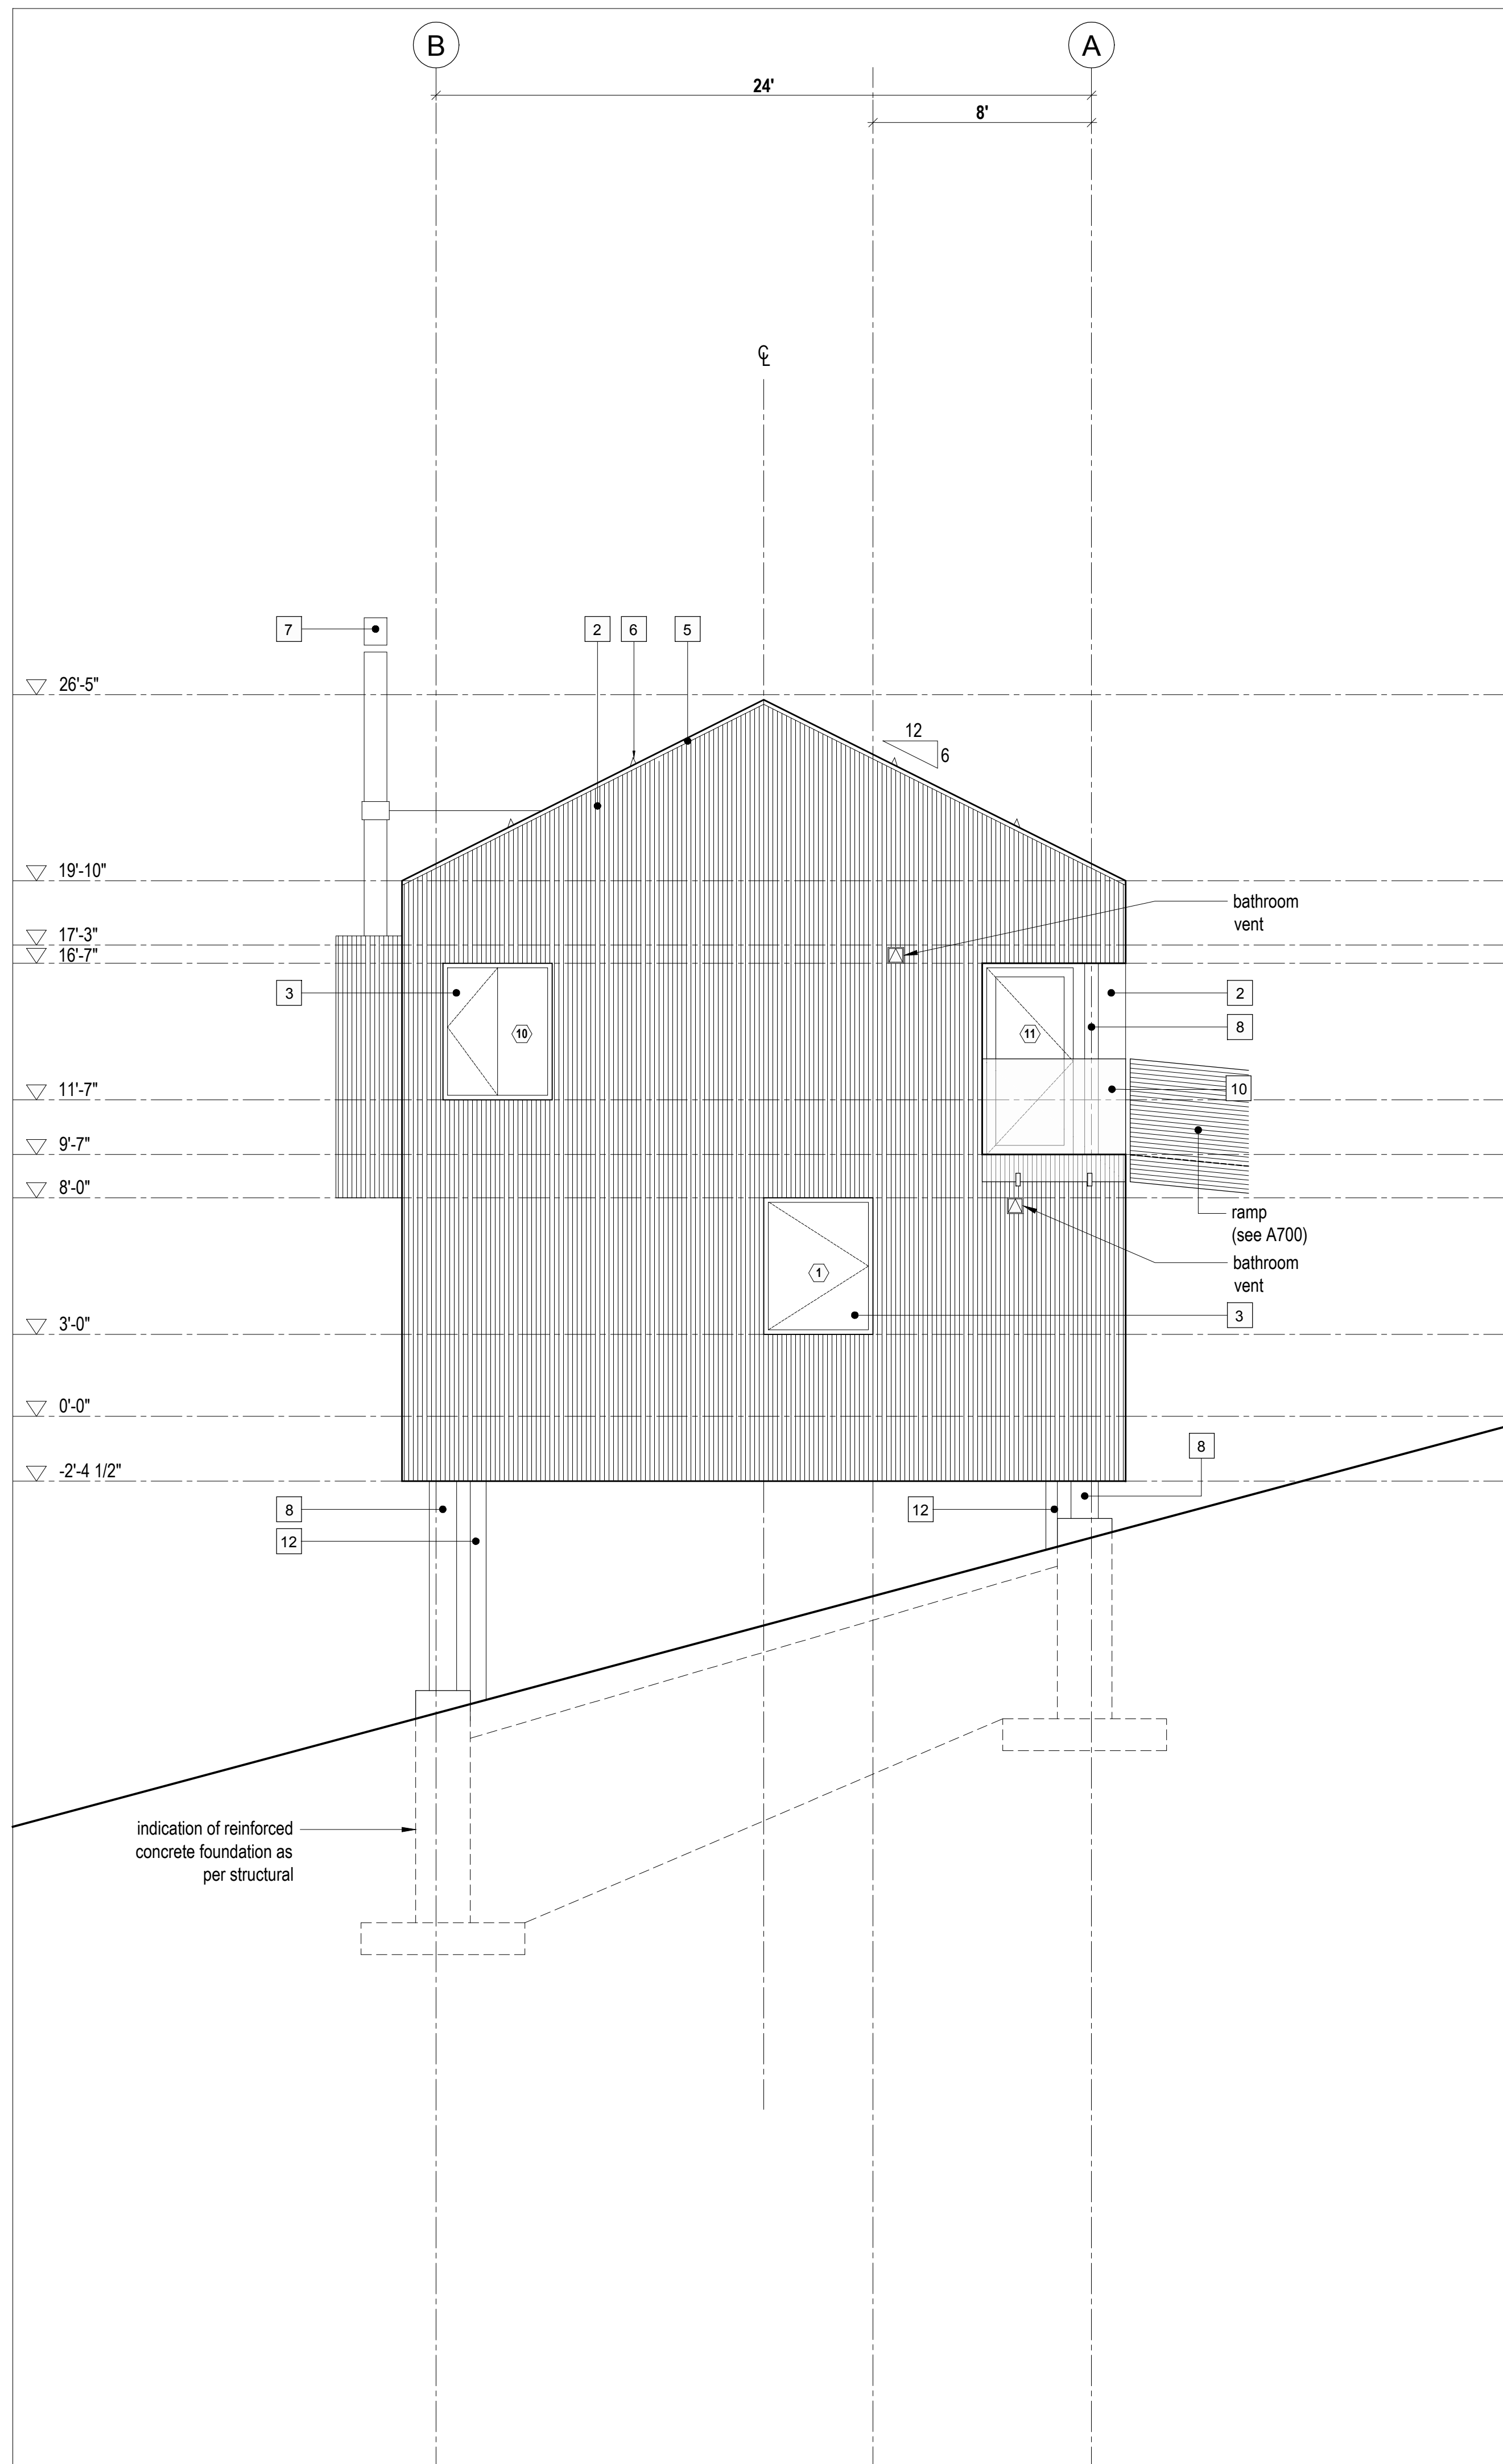 B
A
24'
8'
℄
7
2
6
5
26'-5"
12
6
19'-10"
bathroom
vent
17'-3"
16'-7"
3
2
10
11
8
11'-7"
10
9'-7"
8'-0"
ramp
(see A700)
bathroom
vent
1
3
3'-0"
0'-0"
8
-2'-4 1/2"
8
12
12
indication of reinforced
concrete foundation as
per structural